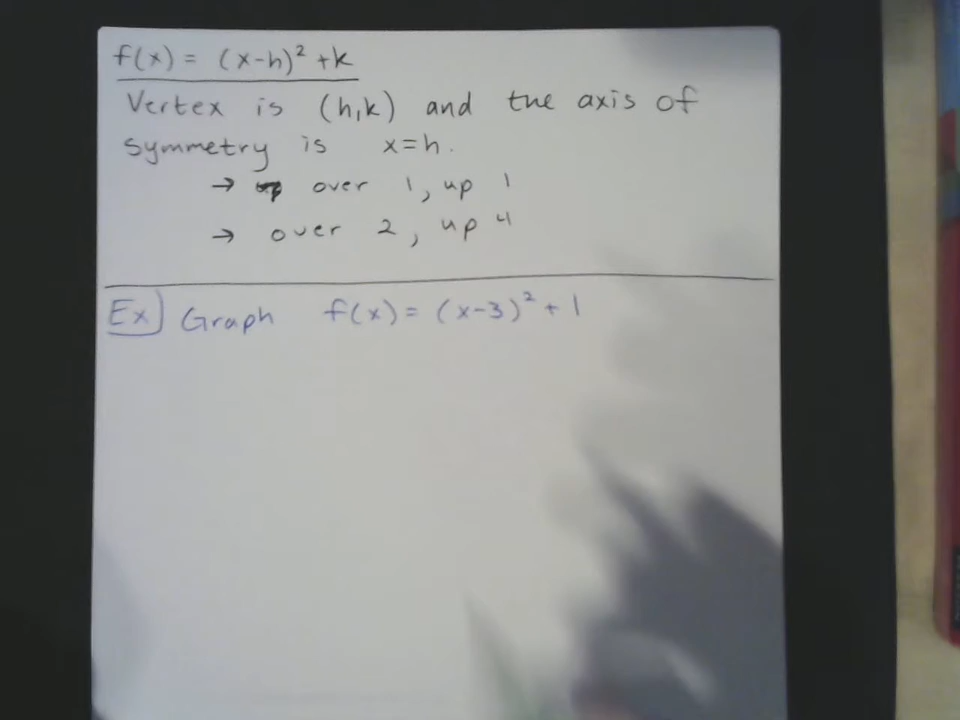 f(x) = (x-h)² +k
Vertex is (h,k) and the axis of
symmetry is x=h.
→ over 1, up 1
→ over 2, up 4
Ex) Graph f(x) = (x-3)² + 1